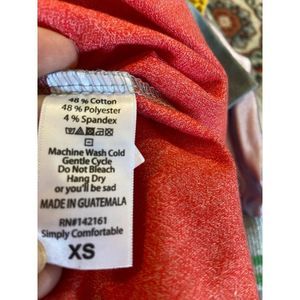 48 % Cotton
48 % Polyester
4 % Spandex
Machine Wash Cold
Gentle Cycle
Do Not Bleach
Hang Dry
or you'll be sad
MADE IN GUATEMALA
RN#142161
Simply Comfortable
XS